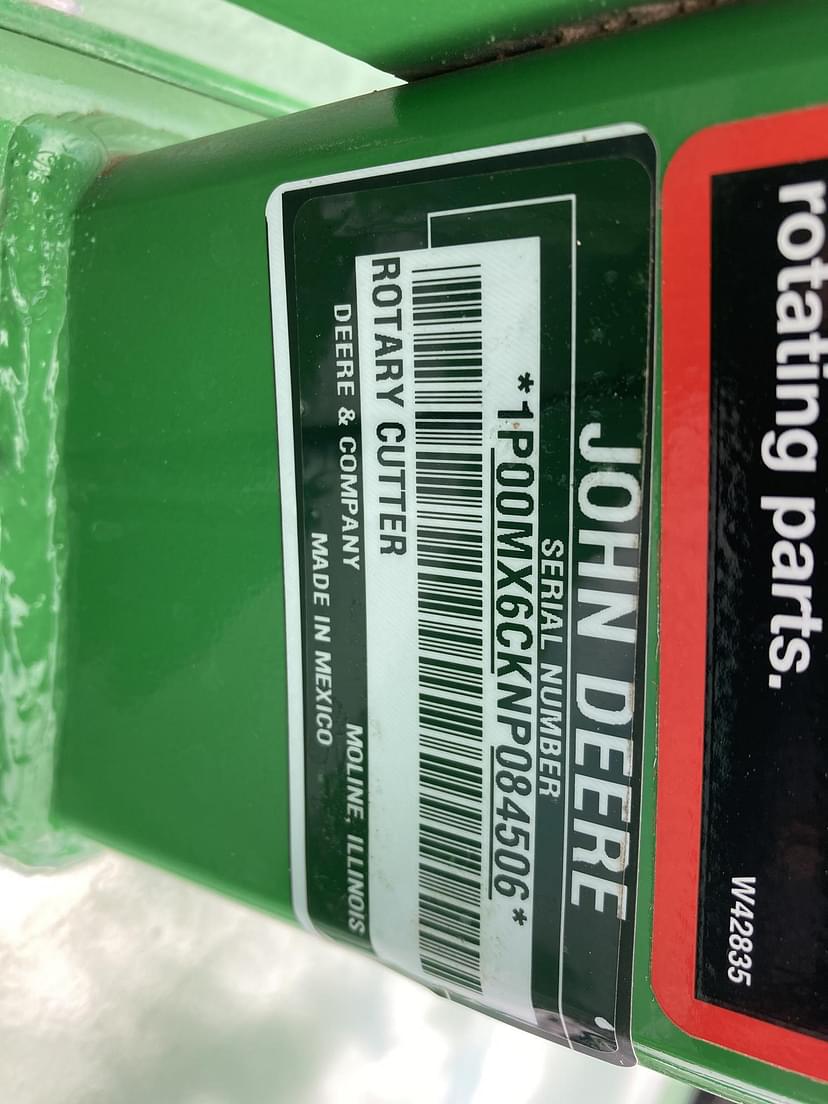 rotating parts.
W42835
JOHN DEERE
SERIAL NUMBER
*1P00MX6CKNP084506*
ROTARY CUTTER
DEERE & COMPANY MOLINE, ILLINOIS
MADE IN MEXICO